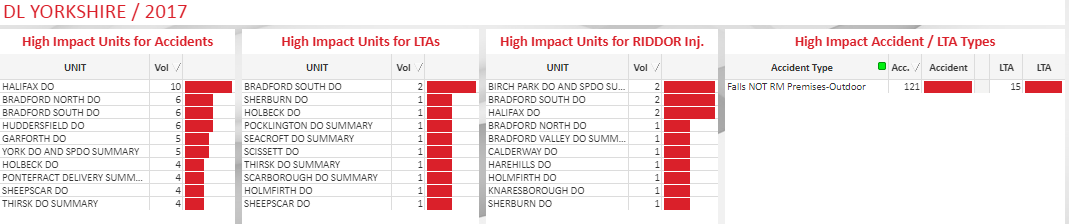 DL YORKSHIRE / 2017
High Impact Units for Accidents
UNIT Vol /
HALIFAX DO 10
BRADFORD NORTH DO 6
BRADFORD SOUTH DO 6
HUDDERSFIELD DO 6
GARFORTH DO 5
YORK DO AND SPDO SUMMARY 5
HOLBECK DO 4
PONTEFRACT DELIVERY SUMM... 4
SHEEPSCAR DO 4
THIRSK DO SUMMARY 4
High Impact Units for LTAs
UNIT Vol /
BRADFORD SOUTH DO 2
SHERBURN DO 1
HOLBECK DO 1
POCKLINGTON DO SUMMARY 1
SEACROFT DO SUMMARY 1
SCISSETT DO 1
THIRSK DO SUMMARY 1
SCARBOROUGH DO SUMMARY 1
HOLMFIRTH DO 1
SHEEPSCAR DO 1
High Impact Units for RIDDOR Inj.
UNIT Vol /
BIRCH PARK DO AND SPDO SU... 2
BRADFORD SOUTH DO 2
HALIFAX DO 2
BRADFORD NORTH DO 1
BRADFORD VALLEY DO SUMM... 1
CALDERWAY DO 1
HAREHILLS DO 1
HOLMFIRTH DO 1
KNARESBOROUGH DO 1
SHERBURN DO 1
High Impact Accident / LTA Types
Accident Type Acc. / Accident LTA LTA
Falls NOT RM Premises-Outdoor 121 15